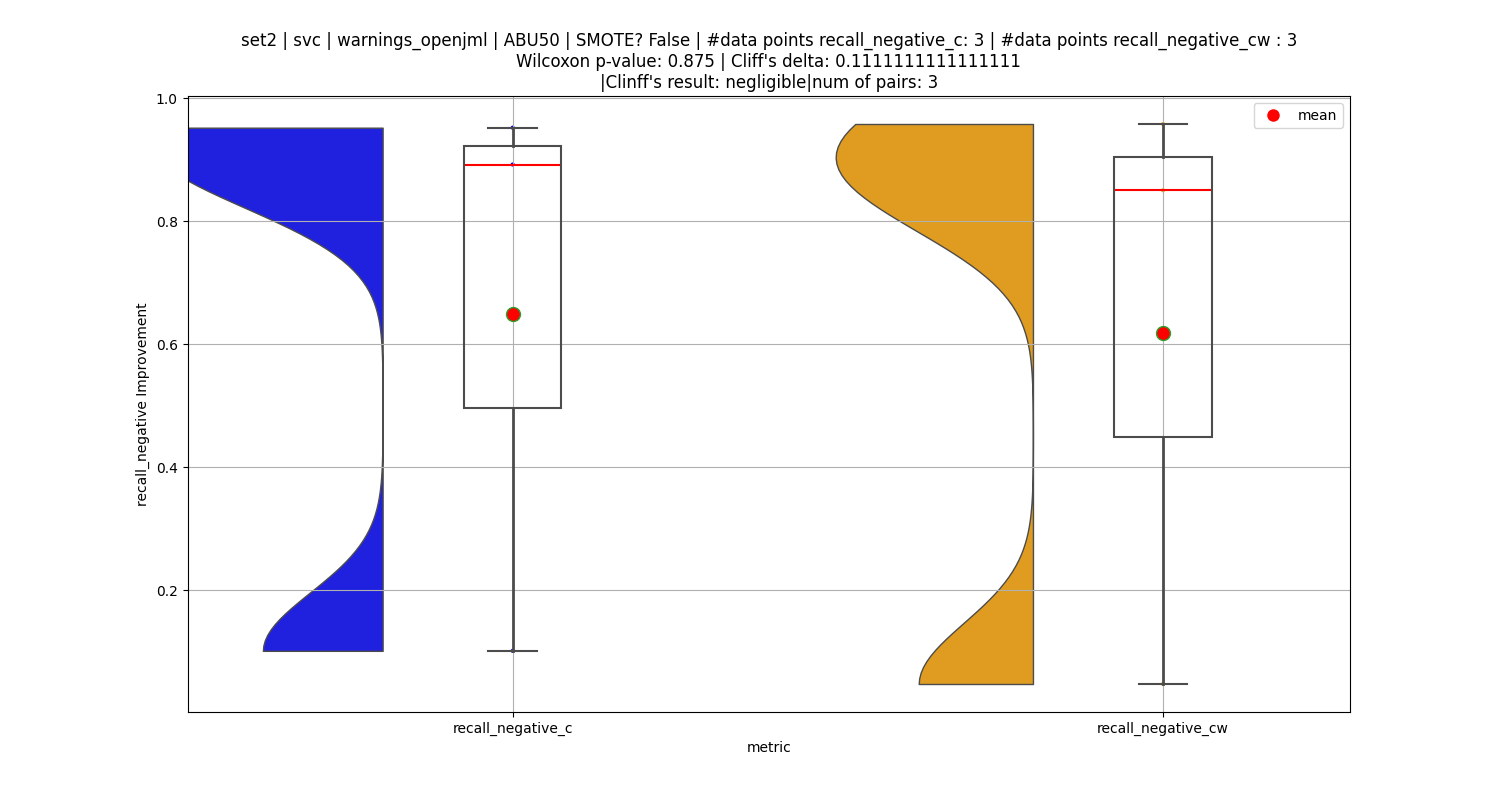 set2 | svc | warnings_openjml | ABU50 | SMOTE? False | #data points recall_negative_c: 3 | #data points recall_negative_cw : 3
Wilcoxon p-value: 0.875 | Cliff's delta: 0.1111111111111111
|Clinff's result: negligible|num of pairs: 3
mean
1.0
0.8
0.6
0.4
0.2
recall_negative Improvement
recall_negative_c
recall_negative_cw
metric